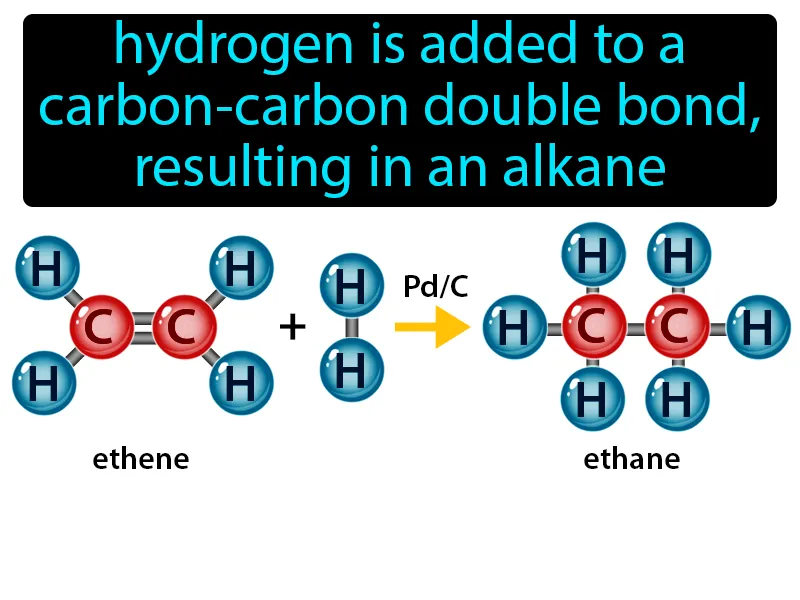 hydrogen is added to a
carbon-carbon double bond,
resulting in an alkane
H H H H
H Pd/C
C C + H C C H
H
H H H H
ethene ethane